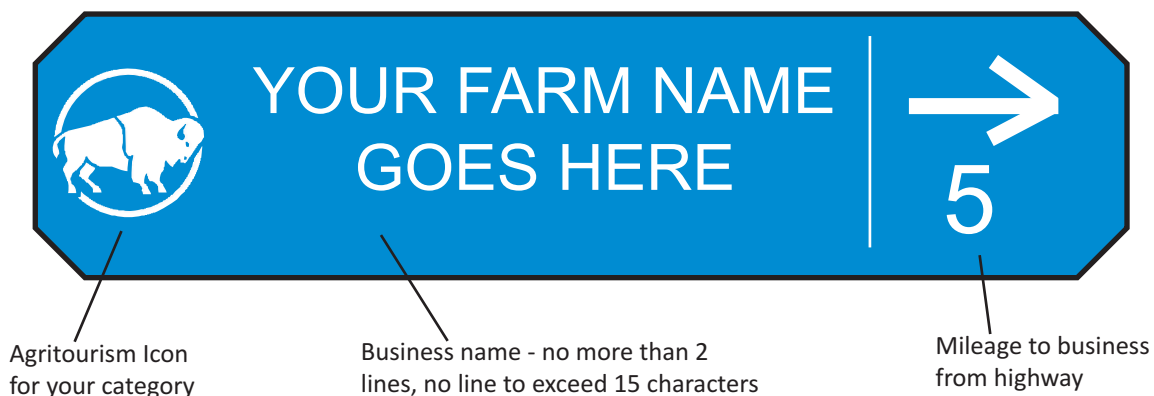 YOUR FARM NAME
GOES HERE
5
Agritourism Icon
for your category
Business name - no more than 2
lines, no line to exceed 15 characters
Mileage to business
from highway